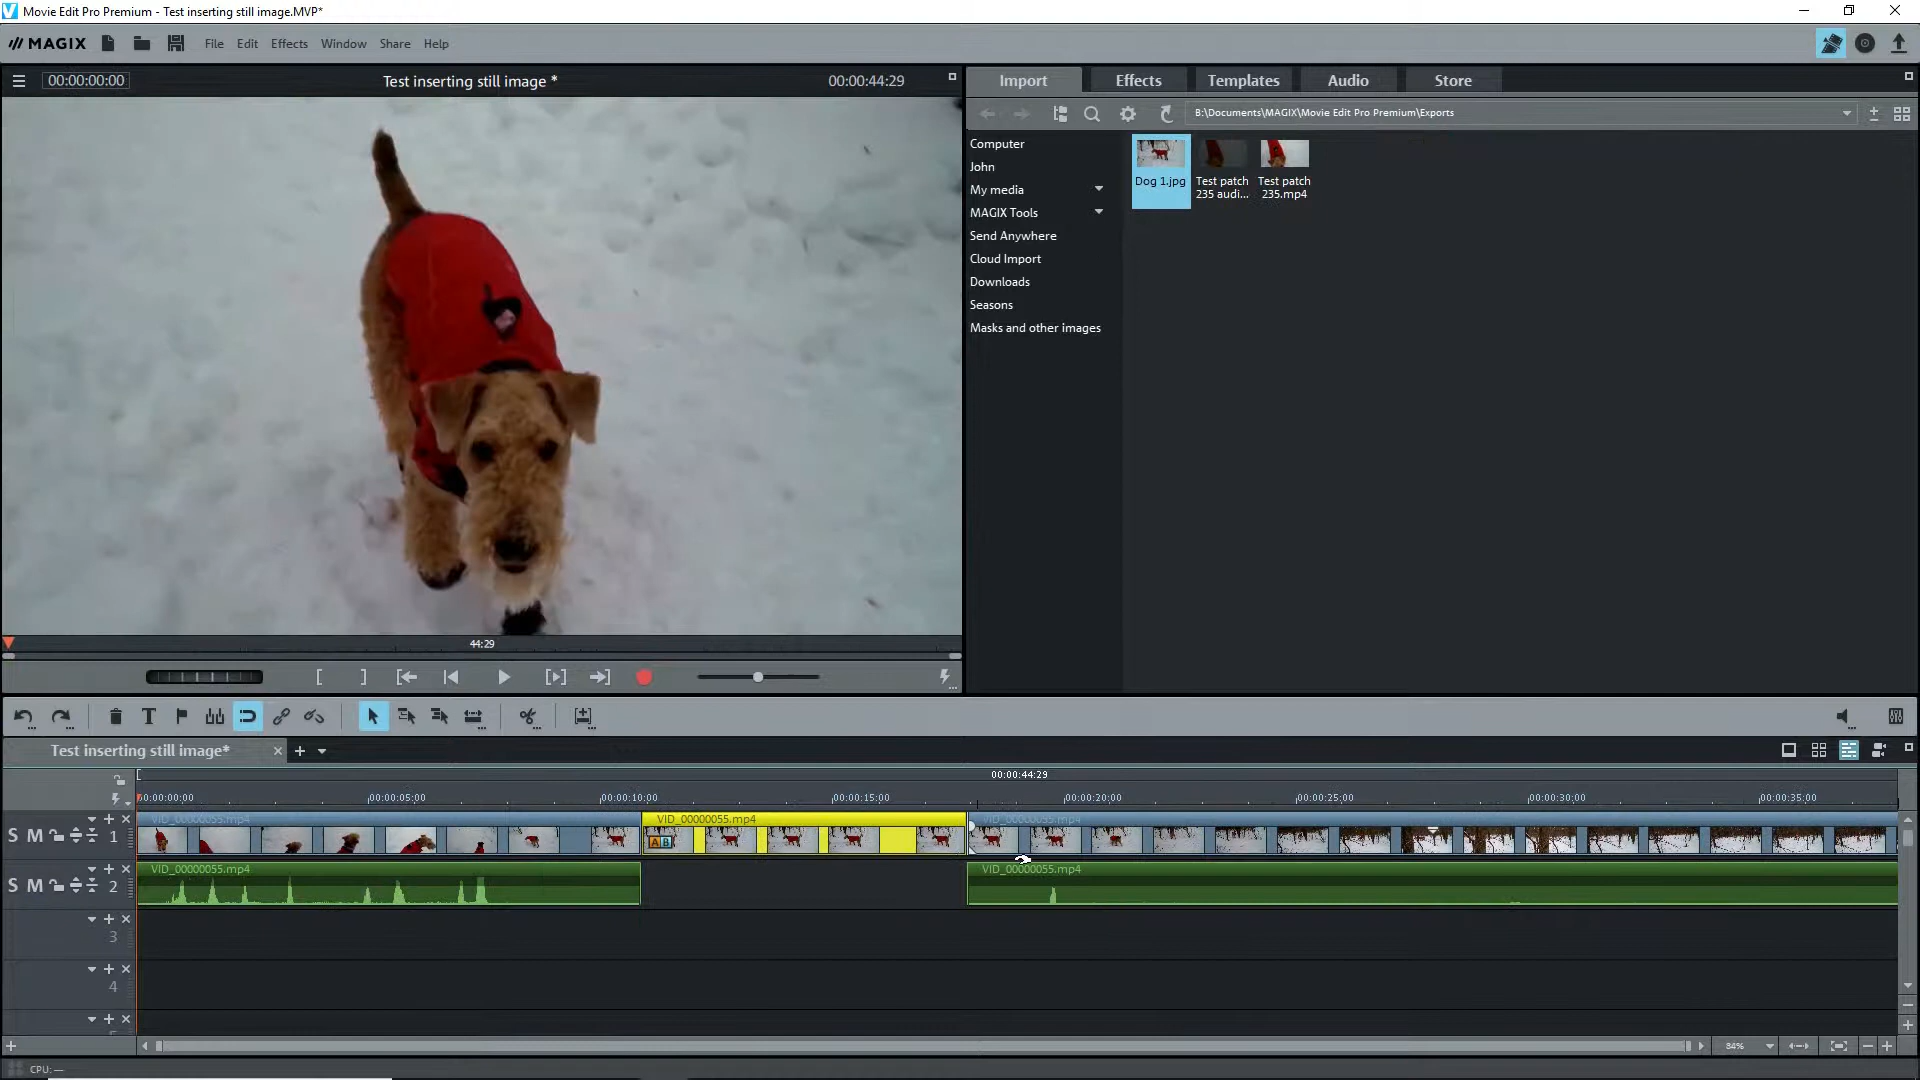 Movie Edit Pro Premium - Test inserting still image.MVP*
MAGIX File Edit Effects Window Share Help
00:00:00:00 Test inserting still image * 00:00:44:29
Import Effects Templates Audio Store
B:\Documents\MAGIX\Movie Edit Pro Premium\Exports
Computer
John
My media
MAGIX Tools
Send Anywhere
Cloud Import
Downloads
Seasons
Masks and other images
Dog 1.jpg
Test patch
235 audi...
Test patch
235.mp4
44:29
Test inserting still image*
00:00:44:29
00:00:00:00 00:00:05:00 00:00:10:00 00:00:15:00 00:00:20:00 00:00:25:00 00:00:30:00 00:00:35:00
VID_00000055.mp4 VID_00000055.mp4 VID_00000055.mp4
S M 1
A B
VID_00000055.mp4 VID_00000055.mp4
S M 2
3
4
84%
CPU: —